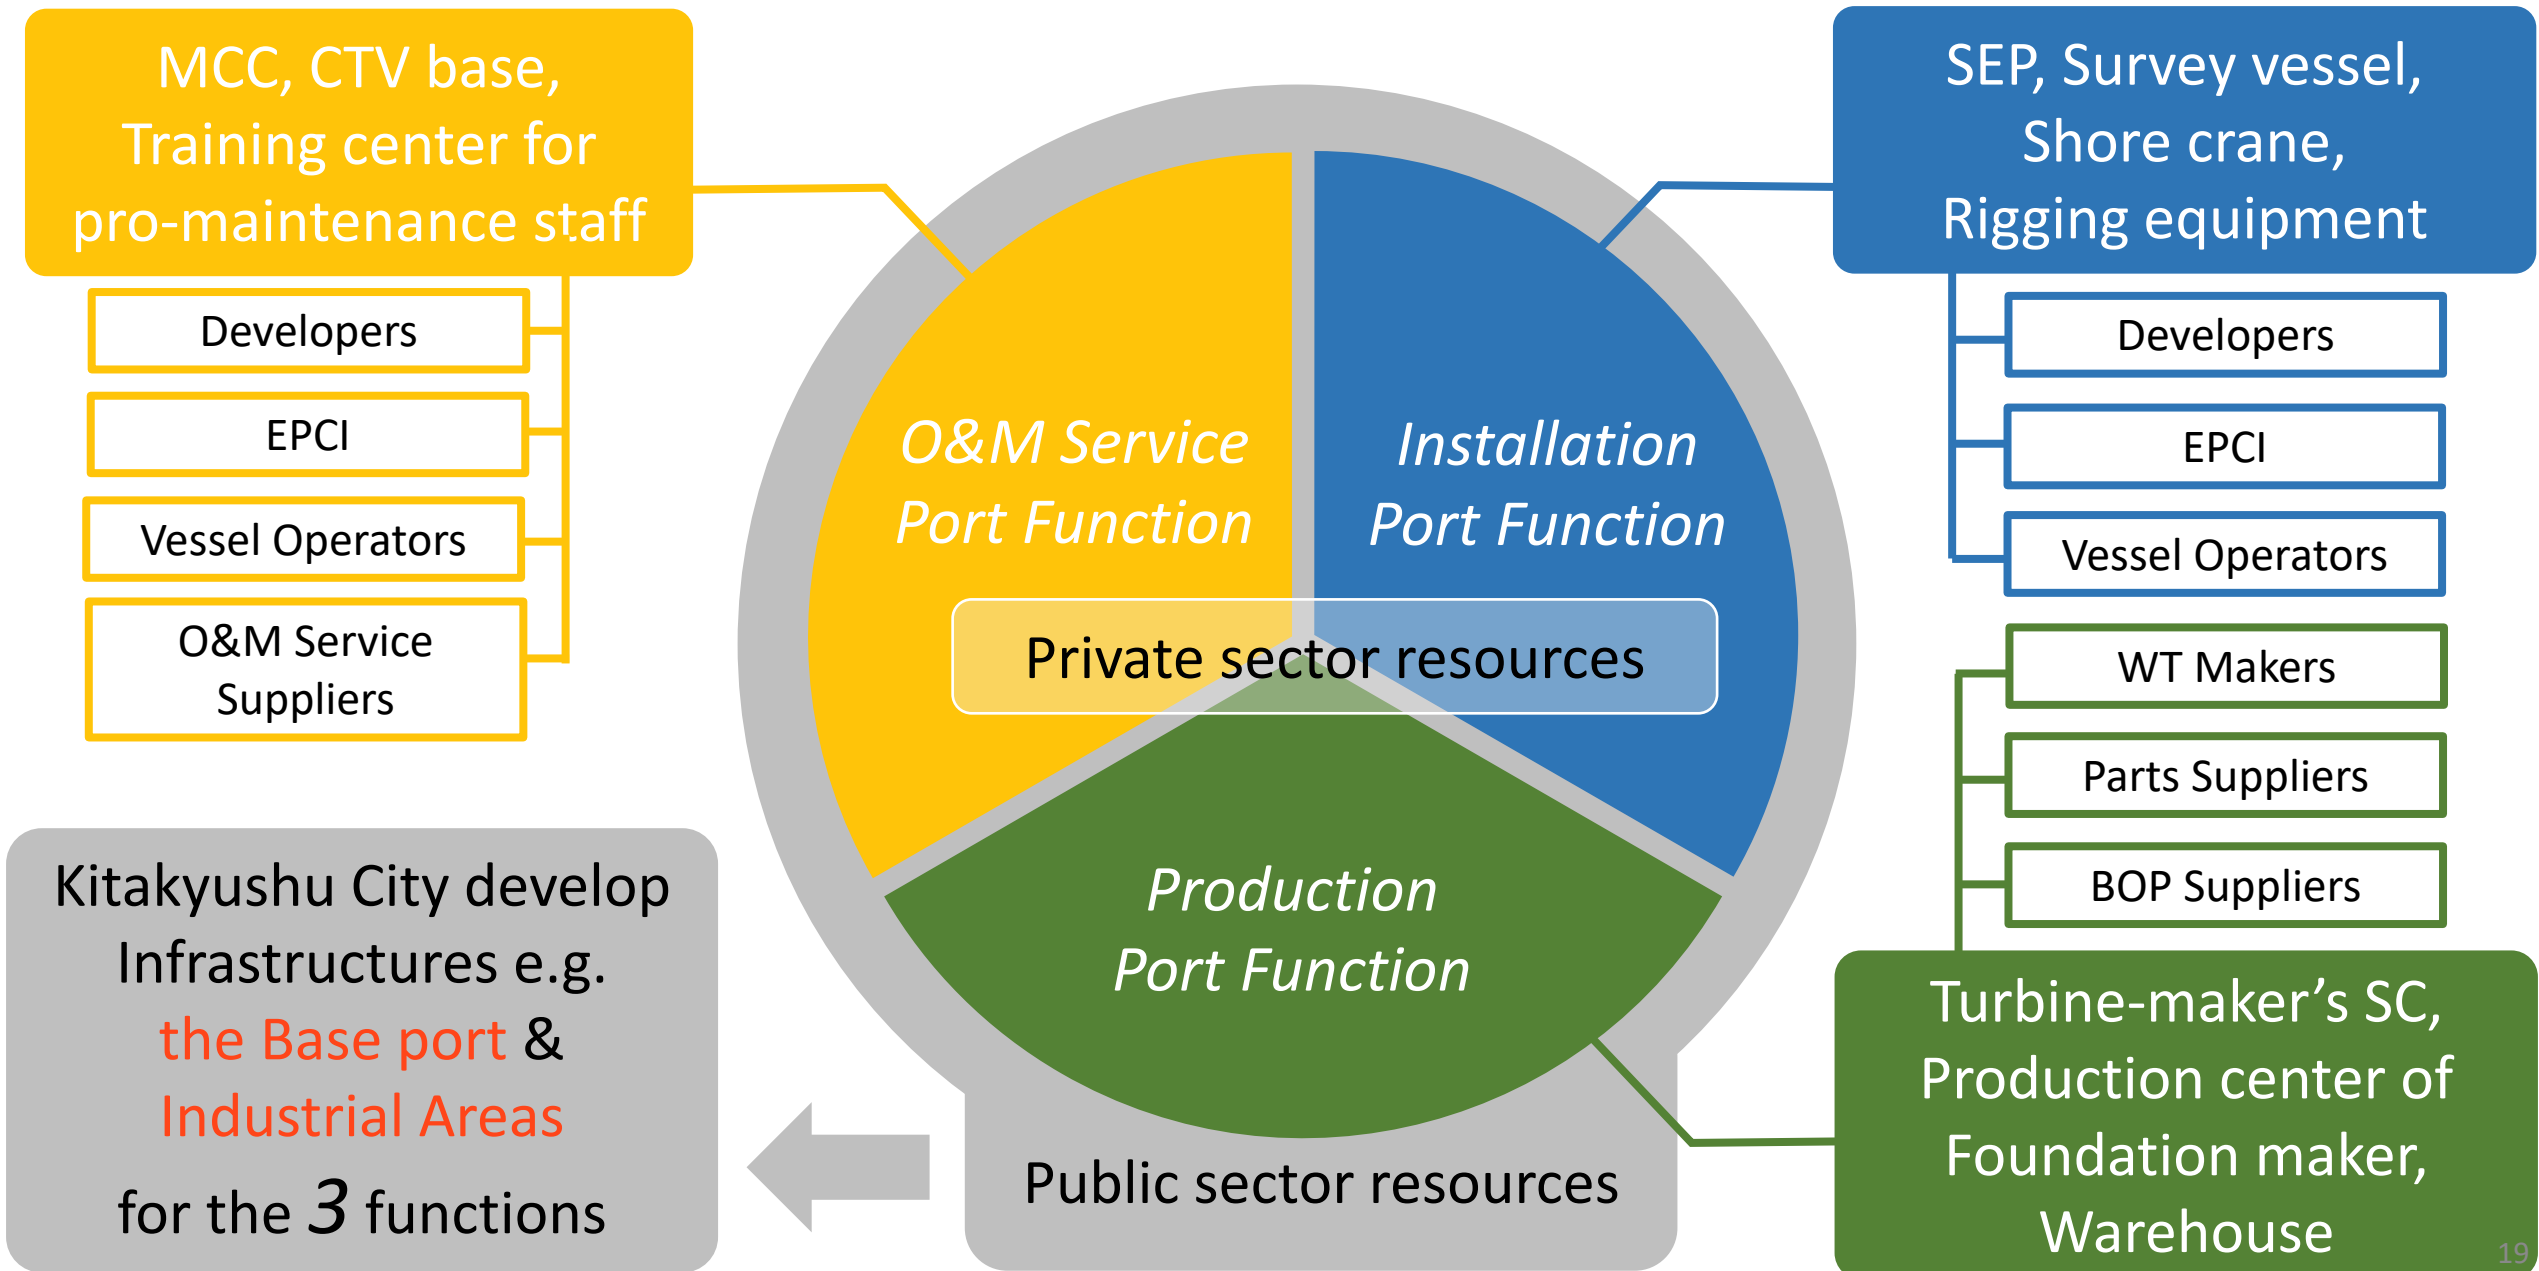 MCC, CTV base,
Training center for
pro-maintenance staff
Developers
EPCI
Vessel Operators
O&M Service
Suppliers
SEP, Survey vessel,
Shore crane,
Rigging equipment
Developers
EPCI
Vessel Operators
O&M Service
Port Function
Installation
Port Function
Private sector resources
Production
Port Function
Public sector resources
WT Makers
Parts Suppliers
BOP Suppliers
Turbine-maker’s SC,
Production center of
Foundation maker,
Warehouse
Kitakyushu City develop
Infrastructures e.g.
the Base port &
Industrial Areas
for the 3 functions
19